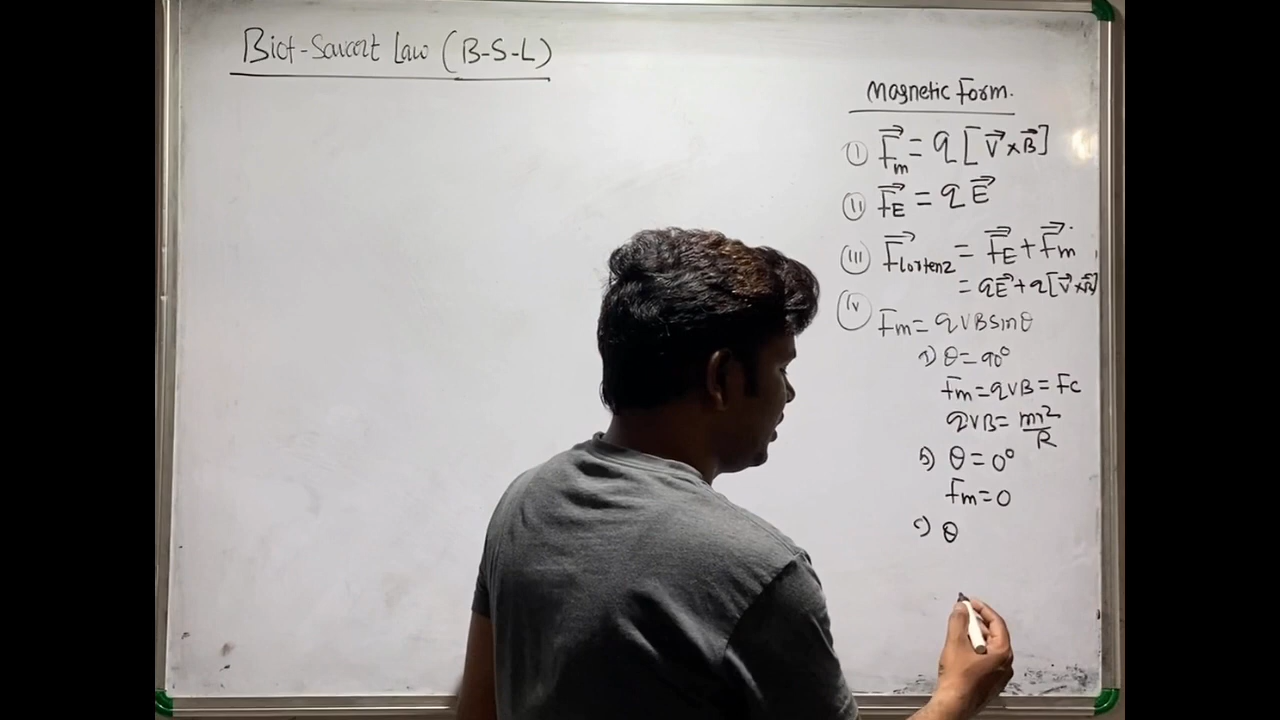 Biot-Savart Law (B-S-L)
Magnetic Form.
(i) F⃗m = q[V⃗×B⃗]
(ii) F⃗E = qE⃗
(iii) F⃗lorten2 = F⃗E + F⃗m
= qE⃗ + q[V⃗×B⃗]
(iv) Fm = qVBsinθ
a) θ = 90°
Fm = qVB = Fc
qVB = mv²/R
b) θ = 0°
Fm = 0
c) θ